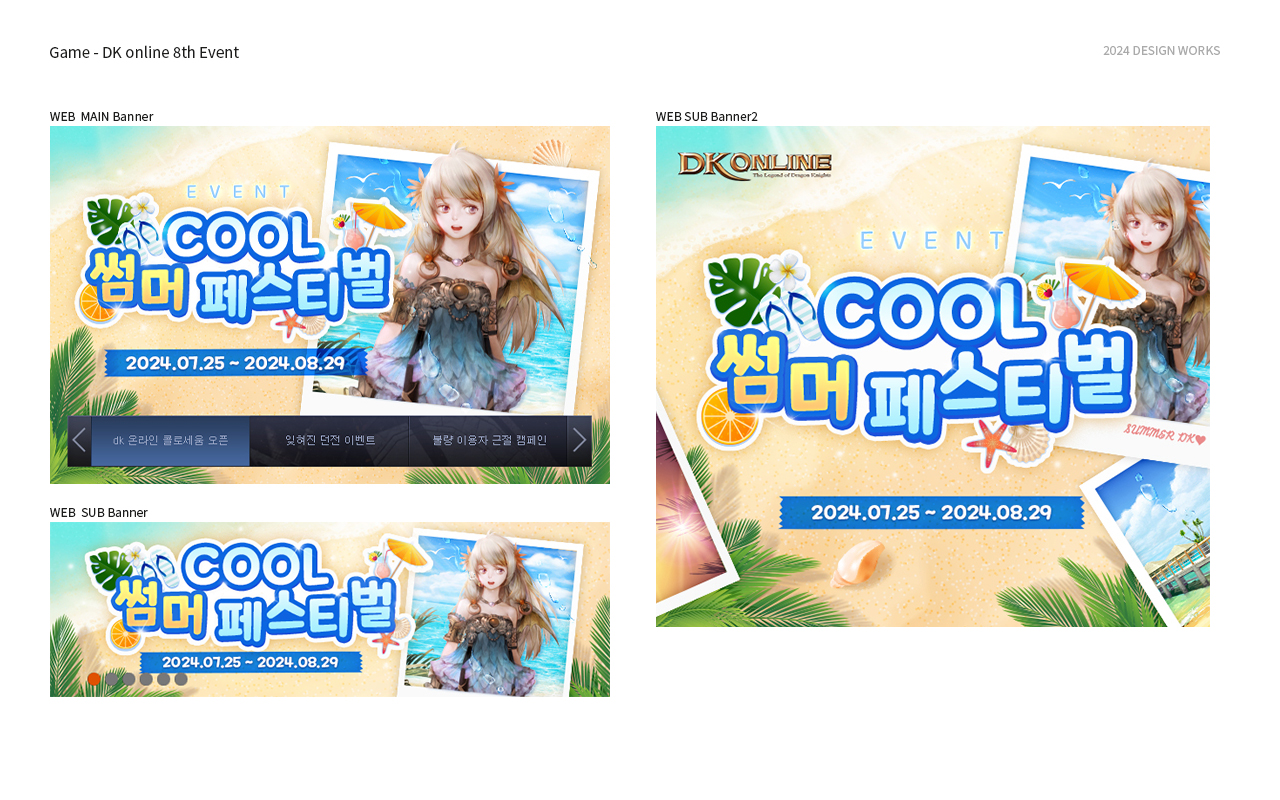 Game - DK online 8th Event
2024 DESIGN WORKS
WEB  MAIN Banner
EVENT
COOL
썸머 페스티벌
2024.07.25 ~ 2024.08.29
dk 온라인 콜로세움 오픈
잊혀진 던전 이벤트
불량 이용자 근절 캠페인
WEB  SUB Banner
COOL
썸머 페스티벌
2024.07.25 ~ 2024.08.29
WEB SUB Banner2
DK ONLINE
The Legend of Dragon Knights
EVENT
COOL
썸머 페스티벌
SUMMER DK♥
2024.07.25 ~ 2024.08.29